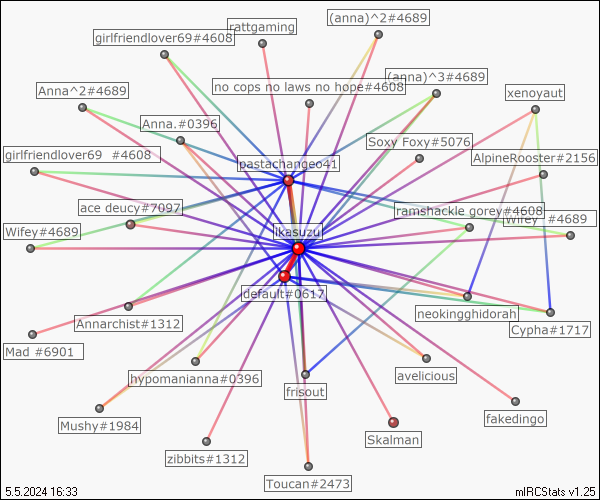 (anna)^2#4689
rattgaming
girlfriendlover69#4608
(anna)^3#4689
no cops no laws no hope#4608
Anna^2#4689
xenoyaut
Anna.#0396
Soxy Foxy#5076
girlfriendlover69 #4608
AlpineRooster#2156
pastachangeo41
ace deucy#7097
ramshackle gorey#4608
Wifey #4689
Wifey#4689
ikasuzu
default#0617
neokingghidorah
Annarchist#1312
Cypha#1717
Mad #6901
hypomanianna#0396
avelicious
frisout
fakedingo
Mushy#1984
Skalman
zibbits#1312
Toucan#2473
5.5.2024 16:33
mIRCStats v1.25